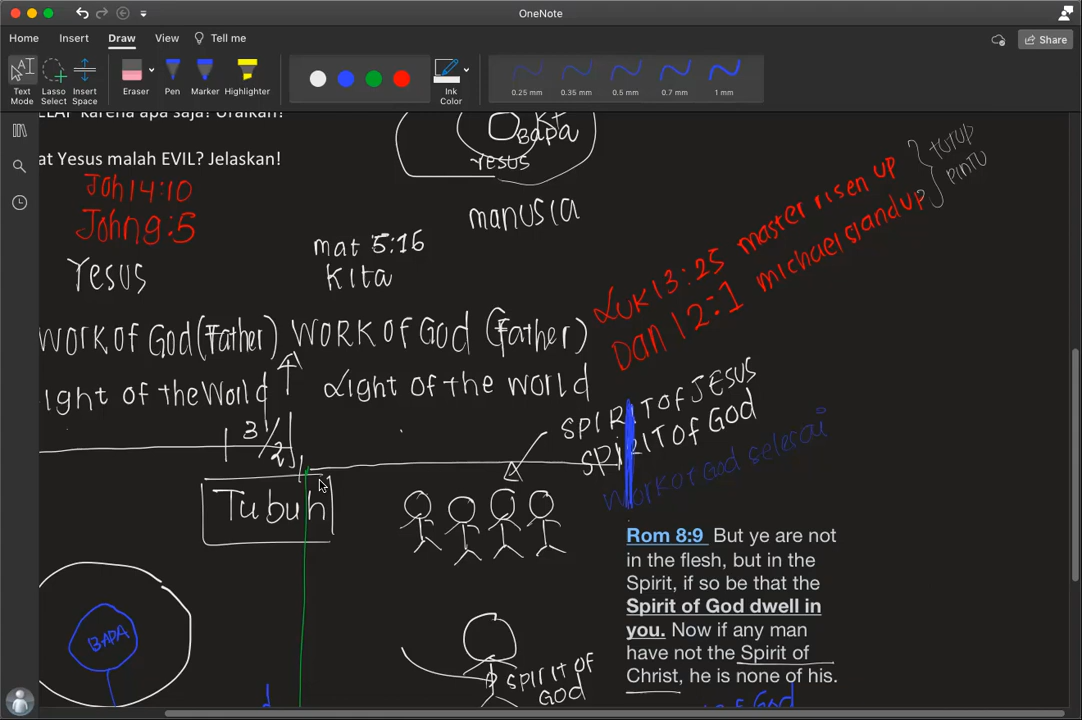 OneNote
Home Insert Draw View Tell me
Share
Text Mode
Lasso Select
Insert Space
Eraser
Pen
Marker
Highlighter
Ink Color
0.25 mm 0.35 mm 0.5 mm 0.7 mm 1 mm
karena apa saja? Uraikan!
at Yesus malah EVIL? Jelaskan!
BAPA
YESUS
manusia
Joh 14:10
John 9:5
Yesus
mat 5:16
kita
Luk 13:25 master risen up
Dan 12:1 michael standup
TUTUP
PINTU
WORK OF God (Father) WORK OF God (Father)
ight of the World Light of the world
3 1/2
SPIRIT OF JESUS
SPIRIT OF GOD
Work of God selesai
Tubuh
BAPA
SPIRIT OF
GOD
Rom 8:9 But ye are not
in the flesh, but in the
Spirit, if so be that the
Spirit of God dwell in
you. Now if any man
have not the Spirit of
Christ, he is none of his.
of God